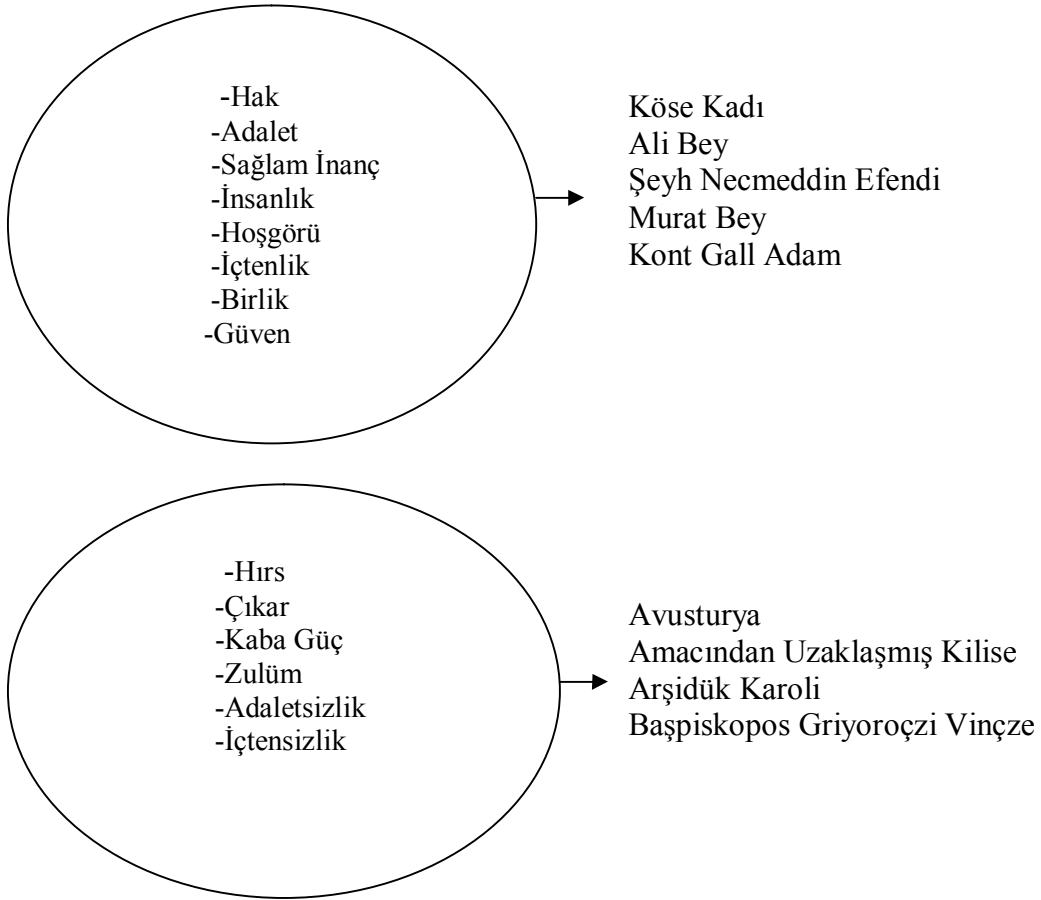 -Hak
-Adalet
-Sağlam İnanç
-İnsanlık
-Hoşgörü
-İçtenlik
-Birlik
-Güven
Köse Kadı
Ali Bey
Şeyh Necmeddin Efendi
Murat Bey
Kont Gall Adam
-Hırs
-Çıkar
-Kaba Güç
-Zulüm
-Adaletsizlik
-İçtensizlik
Avusturya
Amacından Uzaklaşmış Kilise
Arşidük Karoli
Başpiskopos Griyoroçzi Vinçze